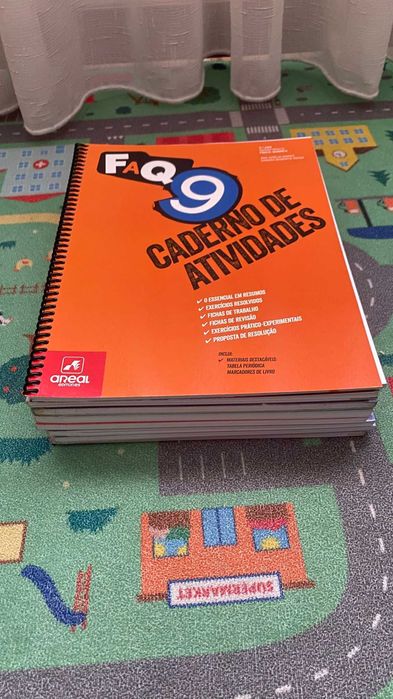 FAQ
9
CADERNO DE
ATIVIDADES
O ESSENCIAL EM RESUMOS
EXERCÍCIOS RESOLVIDOS
FICHAS DE TRABALHO
FICHAS DE REVISÃO
EXERCÍCIOS PRÁTICO-EXPERIMENTAIS
PROPOSTA DE RESOLUÇÃO
INCLUI:
MATERIAIS DESTACÁVEIS:
TABELA PERIÓDICA
MARCADORES DE LIVRO
areal
EDITORES
SUPERMARKET